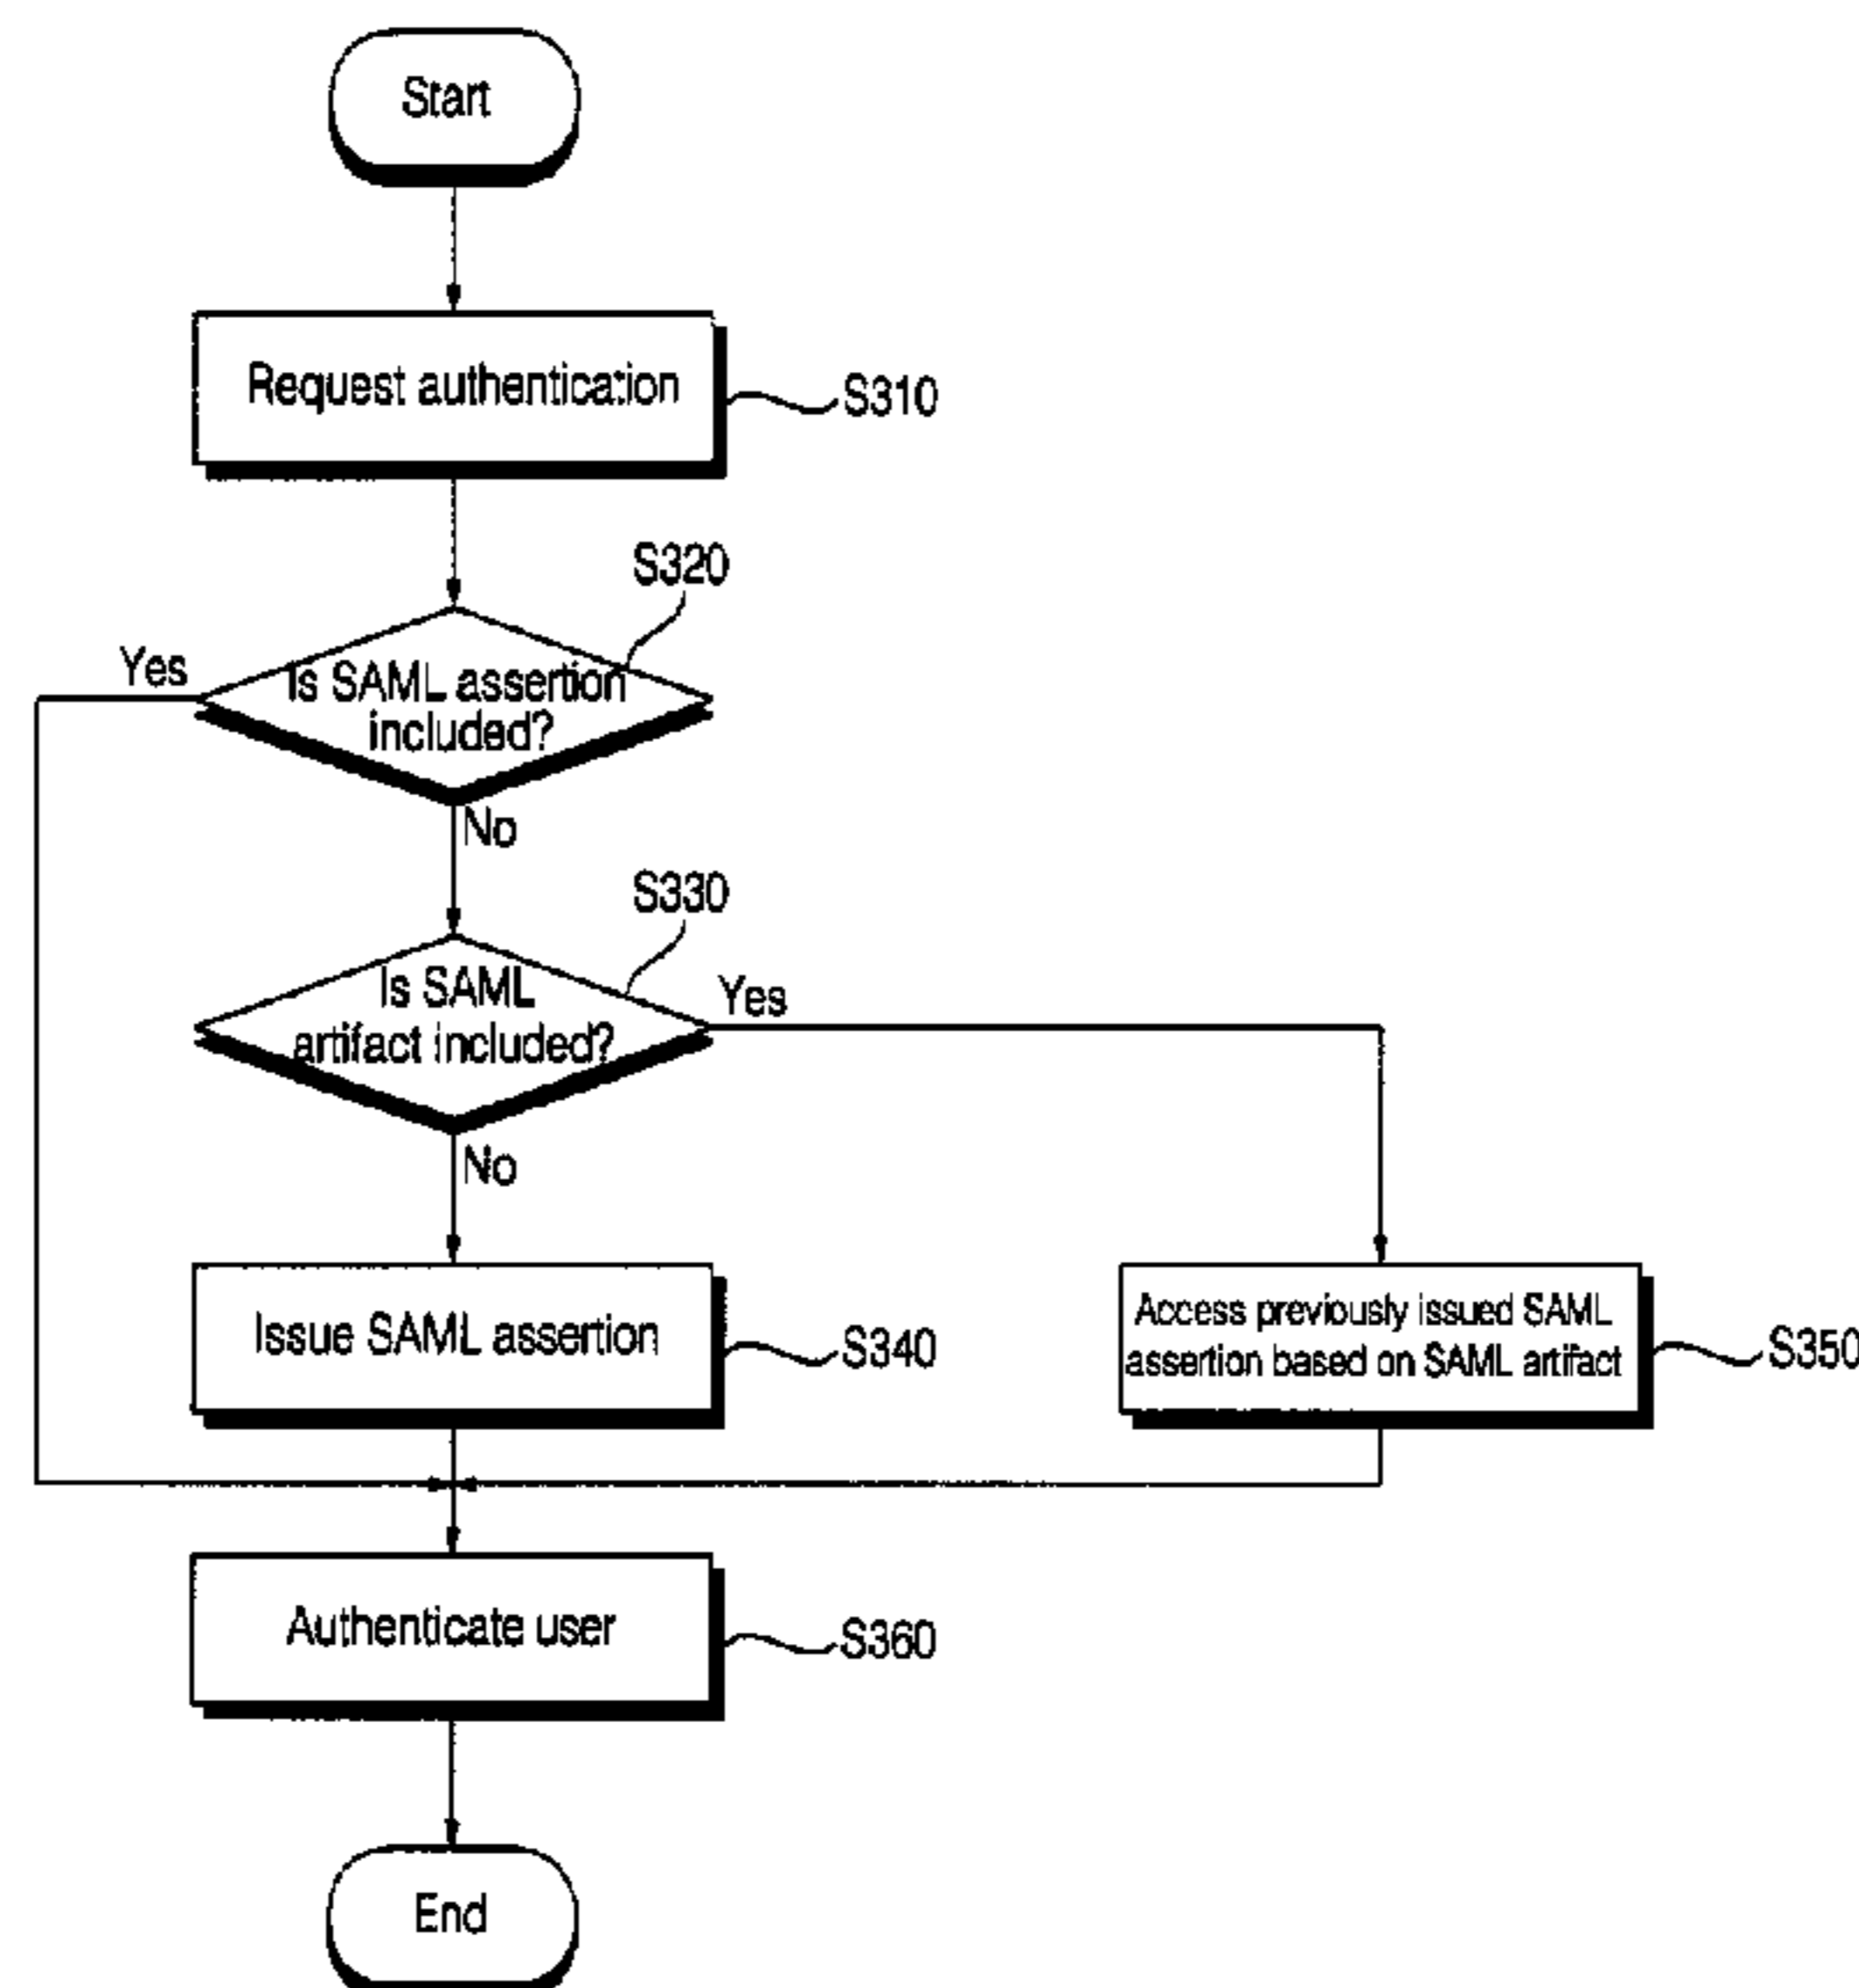 Start
Request authentication
S310
S320
Yes
Is SAML assertion
included?
No
S330
Is SAML
artifact included?
Yes
No
Issue SAML assertion
S340
Access previously issued SAML
assertion based on SAML artifact
S350
Authenticate user
S360
End